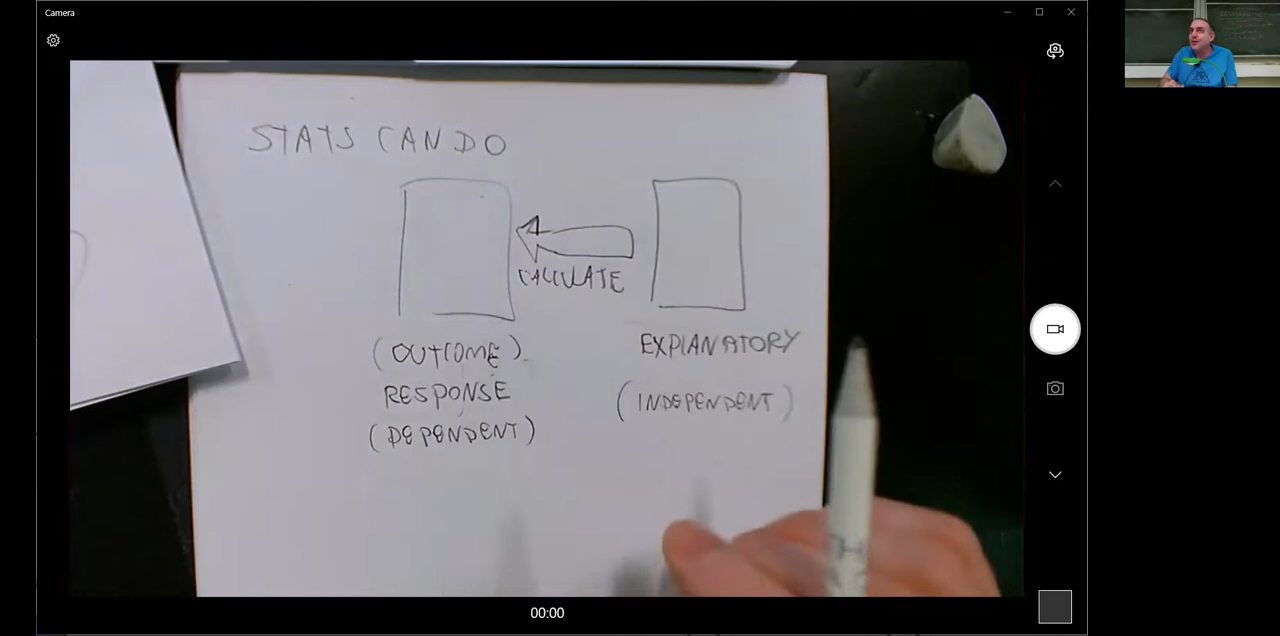 Camera
STATS CAN DO
CALCULATE
(OUTCOME)
RESPONSE
(DEPENDENT)
EXPLANATORY
(INDEPENDENT)
00:00